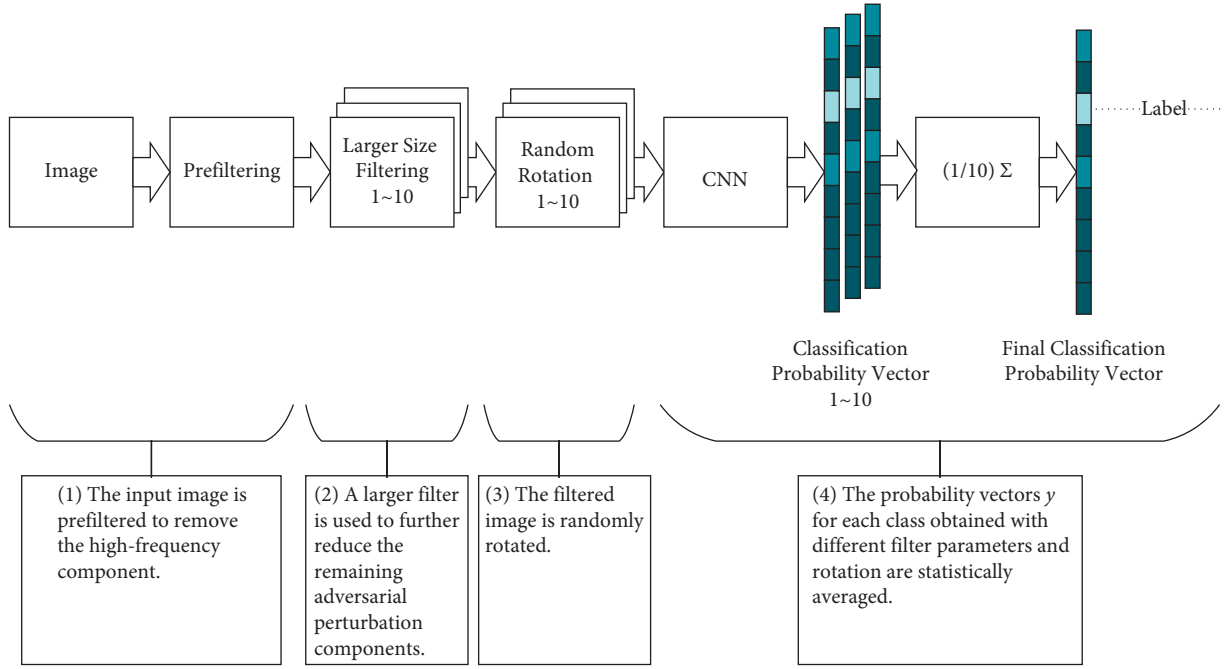 Image
Prefiltering
Larger Size
Filtering
1~10
Random
Rotation
1~10
CNN
(1/10) Σ
Label
Classification
Probability Vector
1~10
Final Classification
Probability Vector
(1) The input image is
prefiltered to remove
the high-frequency
component.
(2) A larger filter
is used to further
reduce the
remaining
adversarial
perturbation
components.
(3) The filtered
image is randomly
rotated.
(4) The probability vectors y
for each class obtained with
different filter parameters and
rotation are statistically
averaged.